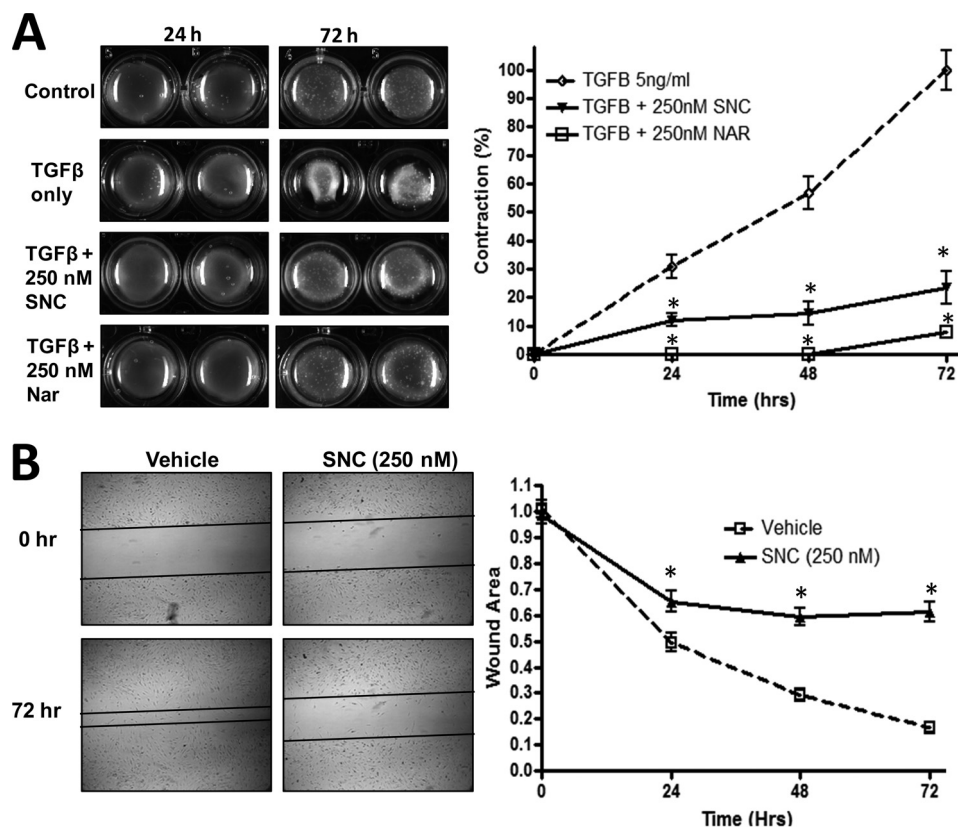 A
24 h
72 h
Control
TGFβ
only
TGFβ +
250 nM
SNC
TGFβ +
250 nM
Nar
Contraction (%)
100
90
80
70
60
50
40
30
20
10
0
TGFB 5ng/ml
TGFB + 250nM SNC
TGFB + 250nM NAR
*
*
*
*
*
*
0
24
48
72
Time (hrs)
B
Vehicle
SNC (250 nM)
0 hr
72 hr
Wound Area
1.1
1.0
0.9
0.8
0.7
0.6
0.5
0.4
0.3
0.2
0.1
0.0
Vehicle
SNC (250 nM)
*
*
*
0
24
48
72
Time (Hrs)